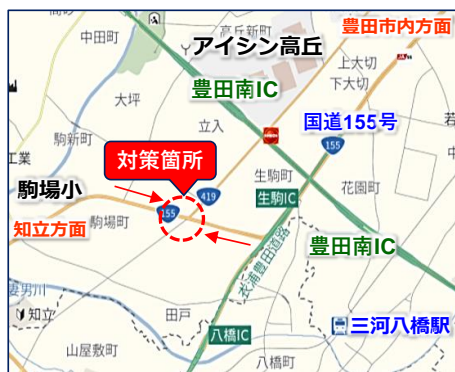 高丘新町
中田町
アイシン高丘
豊田市内方面
上大切
下大切
大坪
豊田南IC
立入
国道155号
駒新町
工業
対策箇所
155
若
生駒町
花園町
駒場小
419
生駒IC
155
駒場町
知立方面
豊田南IC
衣浦豊田道路
妻男川
知立
田戸
三河八橋駅
八橋IC
山屋敷町
八橋町